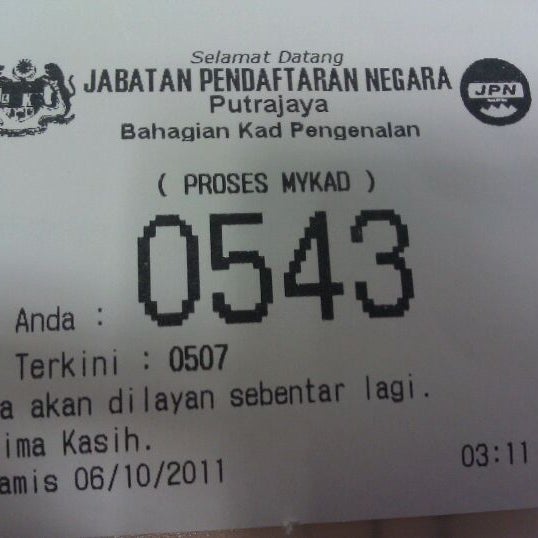 Selamat Datang
JABATAN PENDAFTARAN NEGARA
JPN
Putrajaya
Bahagian Kad Pengenalan
( PROSES MYKAD )
0543
Anda :
Terkini : 0507
a akan dilayan sebentar lagi.
ima Kasih.
amis 06/10/2011
03:11